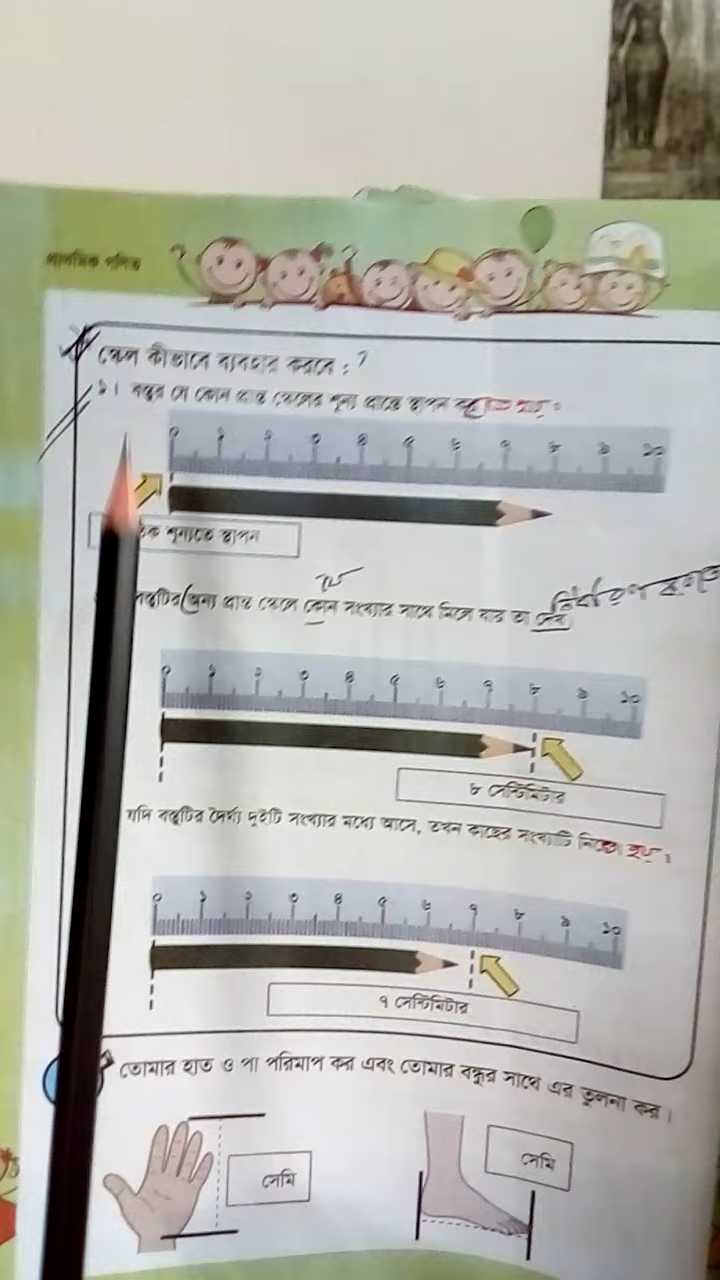 প্রাথমিক গণিত
স্কেল কীভাবে ব্যবহার করবে : ?
১। বস্তুর যে কোন প্রান্ত স্কেলের শূন্য প্রান্তে স্থাপন
০ ১ ২ ৩ ৪ ৫ ৬ ৭ ৮ ৯ ১০
শূন্যতে স্থাপন
বস্তুটির অন্য প্রান্ত স্কেলে কোন সংখ্যার সাথে মিলে যায় তা
০ ১ ২ ৩ ৪ ৫ ৬ ৭ ৮ ৯ ১০
৮ সেন্টিমিটার
যদি বস্তুটির দৈর্ঘ্য দুইটি সংখ্যার মধ্যে আসে, তখন কাছের সংখ্যাটি নিতে হবে।
০ ১ ২ ৩ ৪ ৫ ৬ ৭ ৮ ৯ ১০
৭ সেন্টিমিটার
তোমার হাত ও পা পরিমাপ কর এবং তোমার বন্ধুর সাথে এর তুলনা কর।
সেমি
সেমি